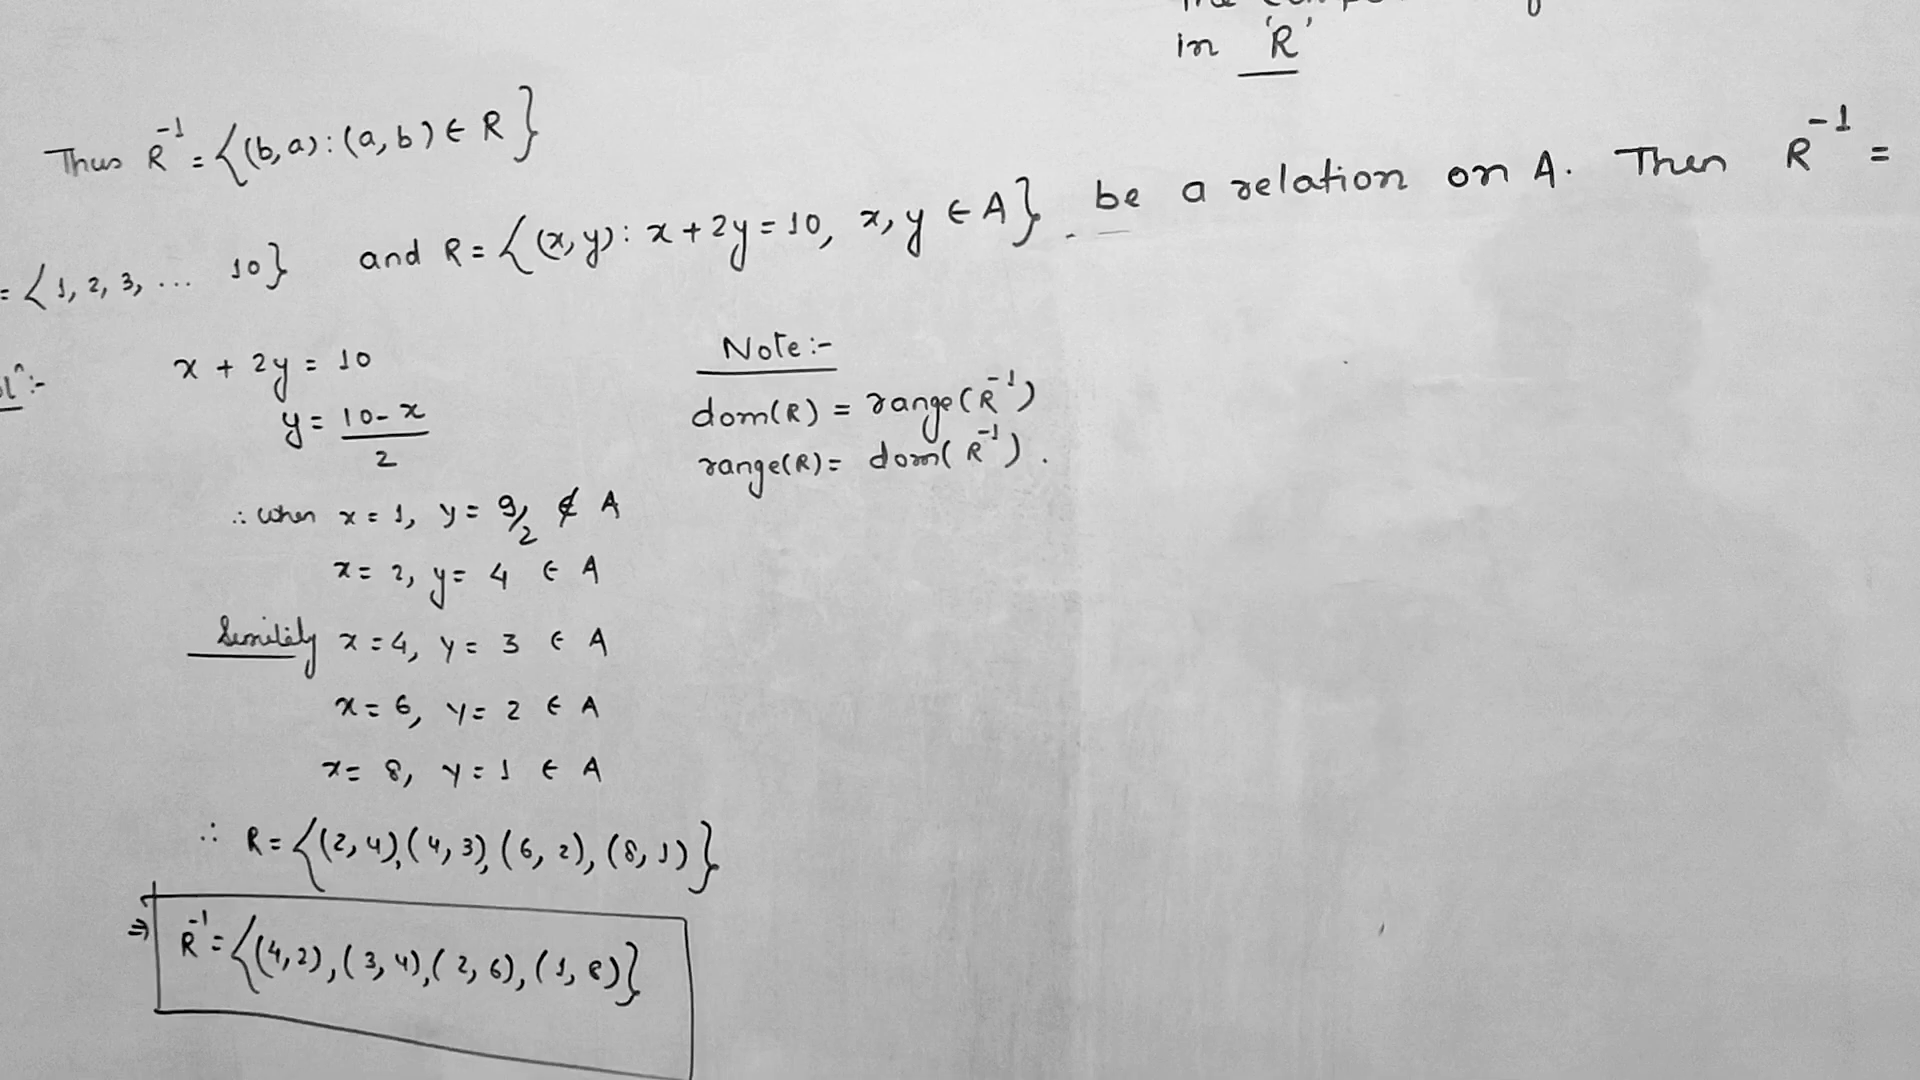 in 'R'
Thus R⁻¹ = {(b,a):(a,b) ∈ R}
= {1, 2, 3, ... 10} and R = {(x,y): x + 2y = 10, x, y ∈ A} be a relation on A. Then R⁻¹ =
x + 2y = 10
y = (10-x)/2
∴ when x = 1, y = 9/2 ∉ A
x = 2, y = 4 ∈ A
x = 4, y = 3 ∈ A
x = 6, y = 2 ∈ A
x = 8, y = 1 ∈ A
∴ R = {(2,4),(4,3),(6,2),(8,1)}
⇒ R⁻¹ = {(4,2),(3,4),(2,6),(1,8)}
Note:-
dom(R) = range(R⁻¹)
range(R) = dom(R⁻¹).